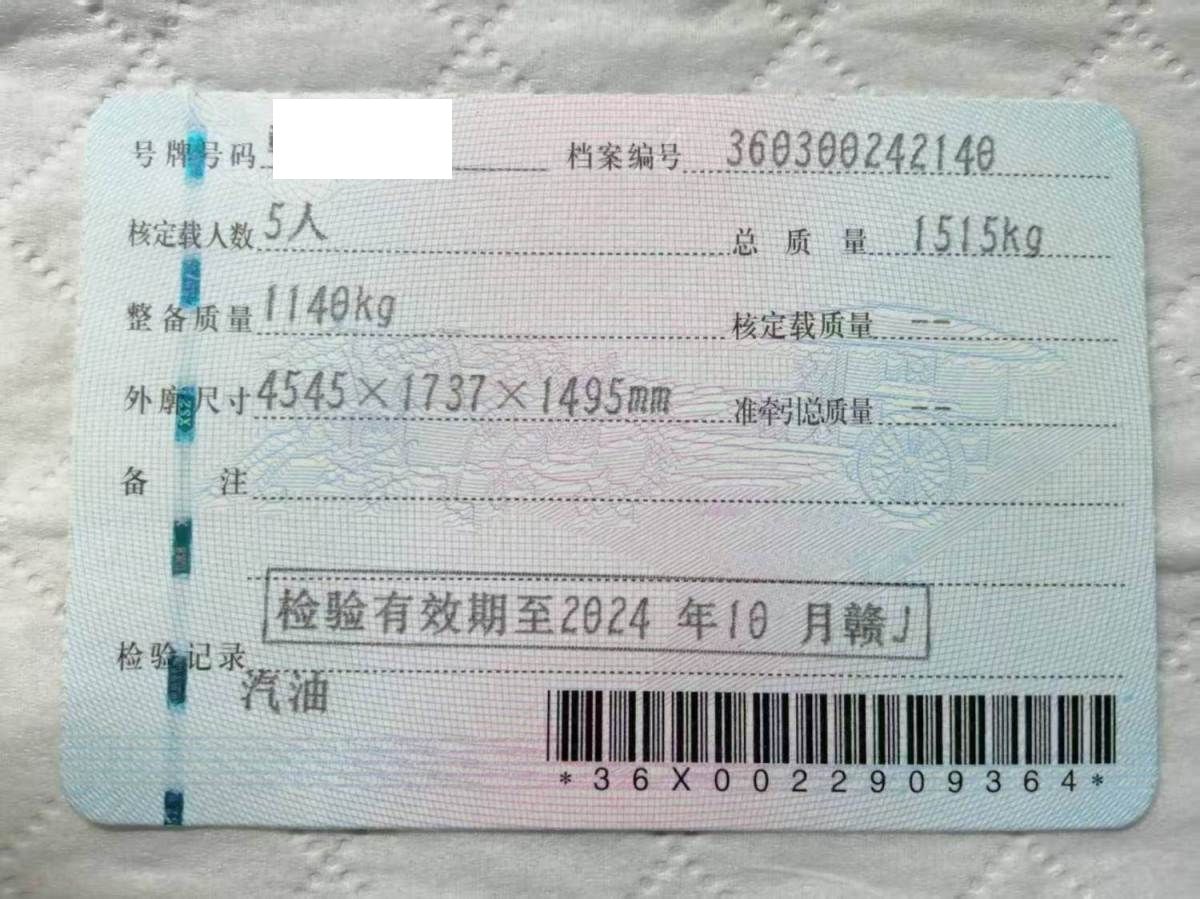 号牌号码 档案编号 360300242140
核定载人数 5人 总质量 1515kg
整备质量 1140kg 核定载质量 --
外廓尺寸 4545×1737×1495mm 准牵引总质量 --
备注
检验有效期至2024 年10 月赣J
检验记录
汽油
*36X0022909364*